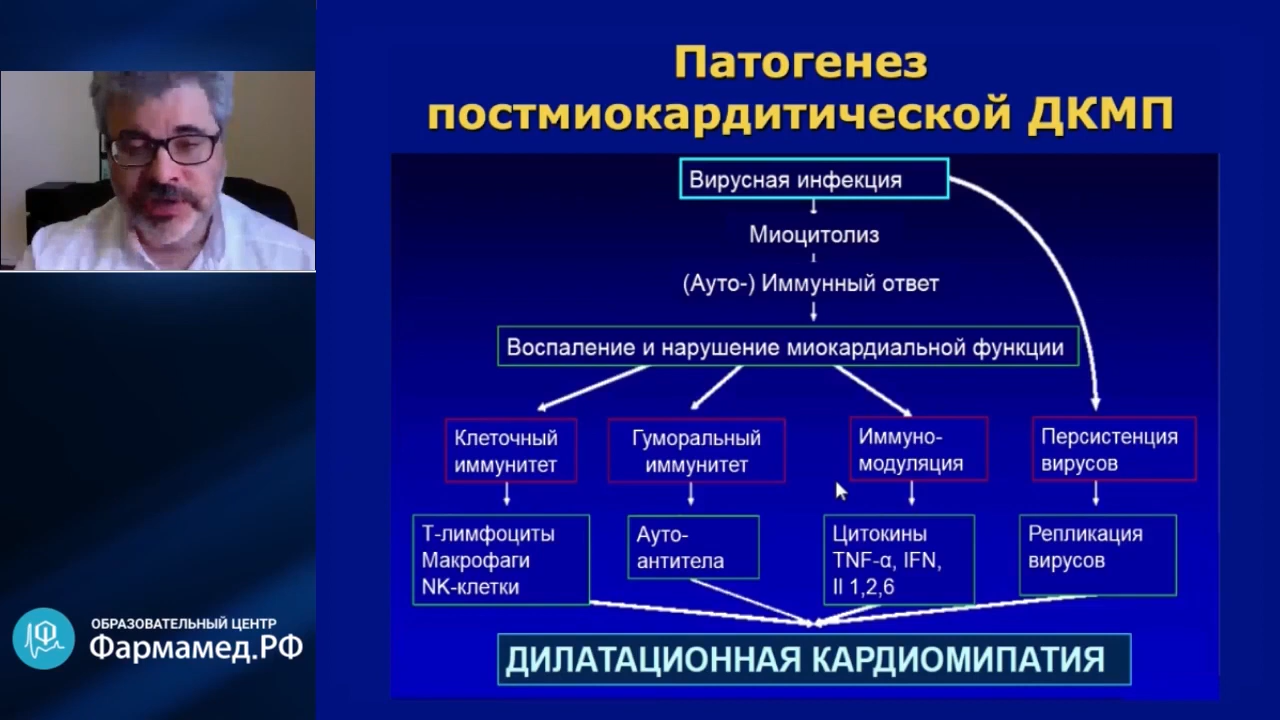 Патогенез
постмиокардитической ДКМП
Вирусная инфекция
Миоцитолиз
(Ауто-) Иммунный ответ
Воспаление и нарушение миокардиальной функции
Клеточный
иммунитет
Гуморальный
иммунитет
Иммуно-
модуляция
Персистенция
вирусов
Т-лимфоциты
Макрофаги
NK-клетки
Ауто-
антитела
Цитокины
TNF-α, IFN,
Il 1,2,6
Репликация
вирусов
ДИЛАТАЦИОННАЯ КАРДИОМИПАТИЯ
ОБРАЗОВАТЕЛЬНЫЙ ЦЕНТР
Фармамед.РФ